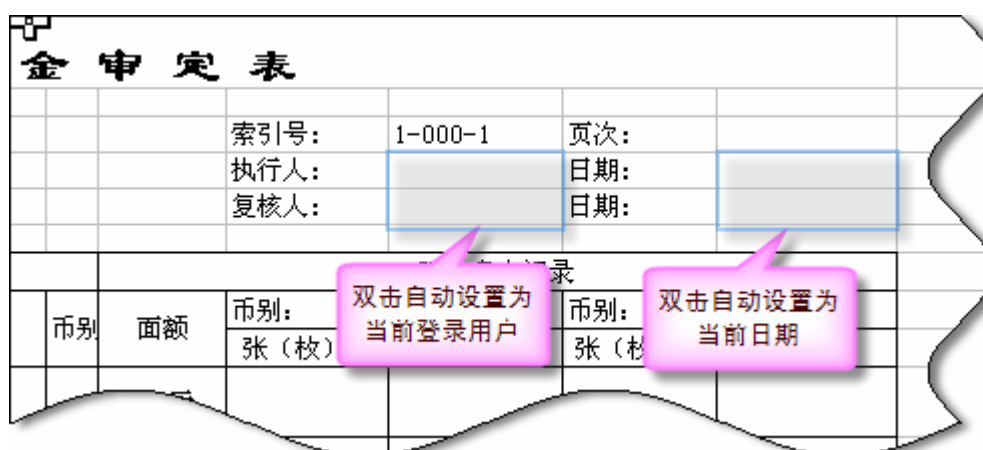 金 审 定 表
索引号: 1-000-1 页次:
执行人: 日期:
复核人: 日期:
录
双击自动设置为
当前登录用户
双击自动设置为
当前日期
币别 面额 币别: 币别:
张（枚） 张（枚